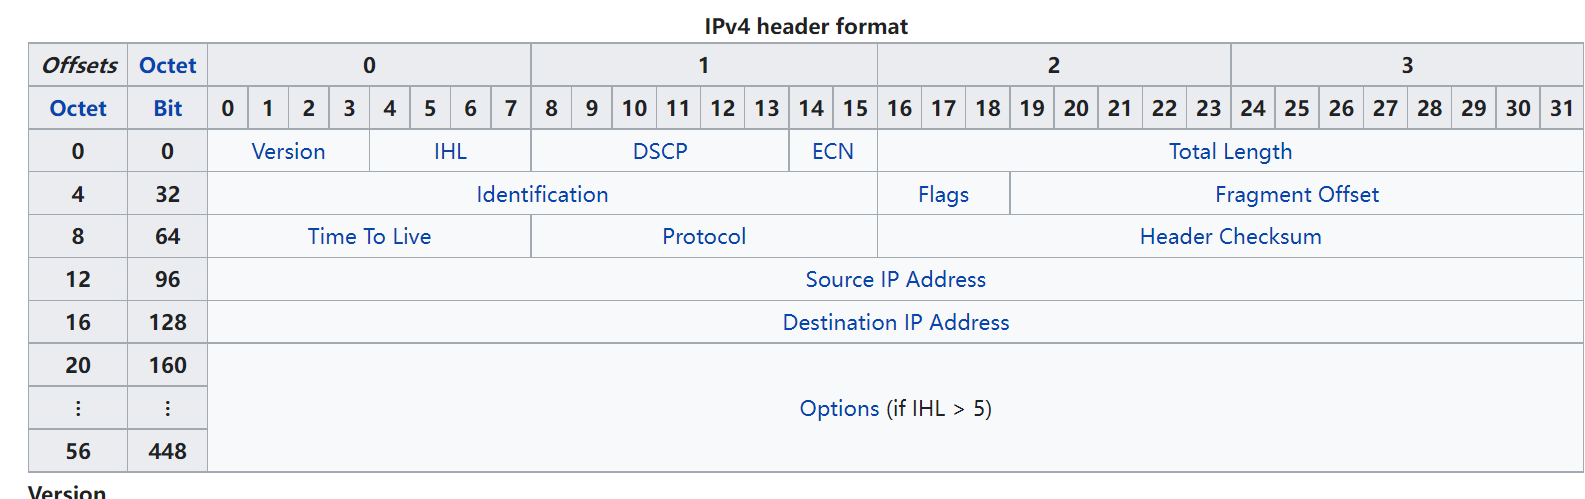 IPv4 header format
Offsets Octet 0 1 2 3
Octet Bit 0 1 2 3 4 5 6 7 8 9 10 11 12 13 14 15 16 17 18 19 20 21 22 23 24 25 26 27 28 29 30 31
0 0 Version IHL DSCP ECN Total Length
4 32 Identification Flags Fragment Offset
8 64 Time To Live Protocol Header Checksum
12 96 Source IP Address
16 128 Destination IP Address
20 160
⋮ ⋮ Options (if IHL > 5)
56 448
Version